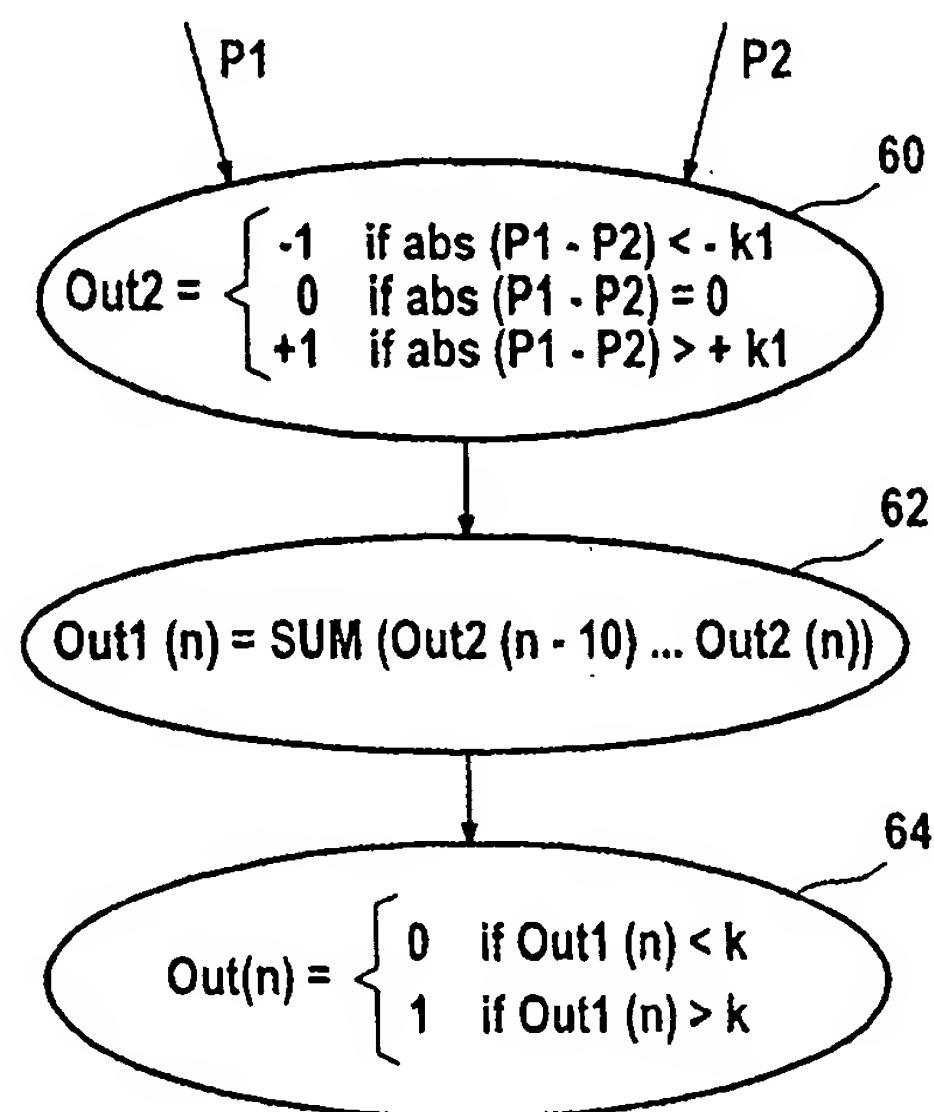 P1
P2
60
Out2 = { -1 if abs (P1 - P2) < - k1
0 if abs (P1 - P2) = 0
+1 if abs (P1 - P2) > + k1
62
Out1 (n) = SUM (Out2 (n - 10) ... Out2 (n))
64
Out(n) = { 0 if Out1 (n) < k
1 if Out1 (n) > k